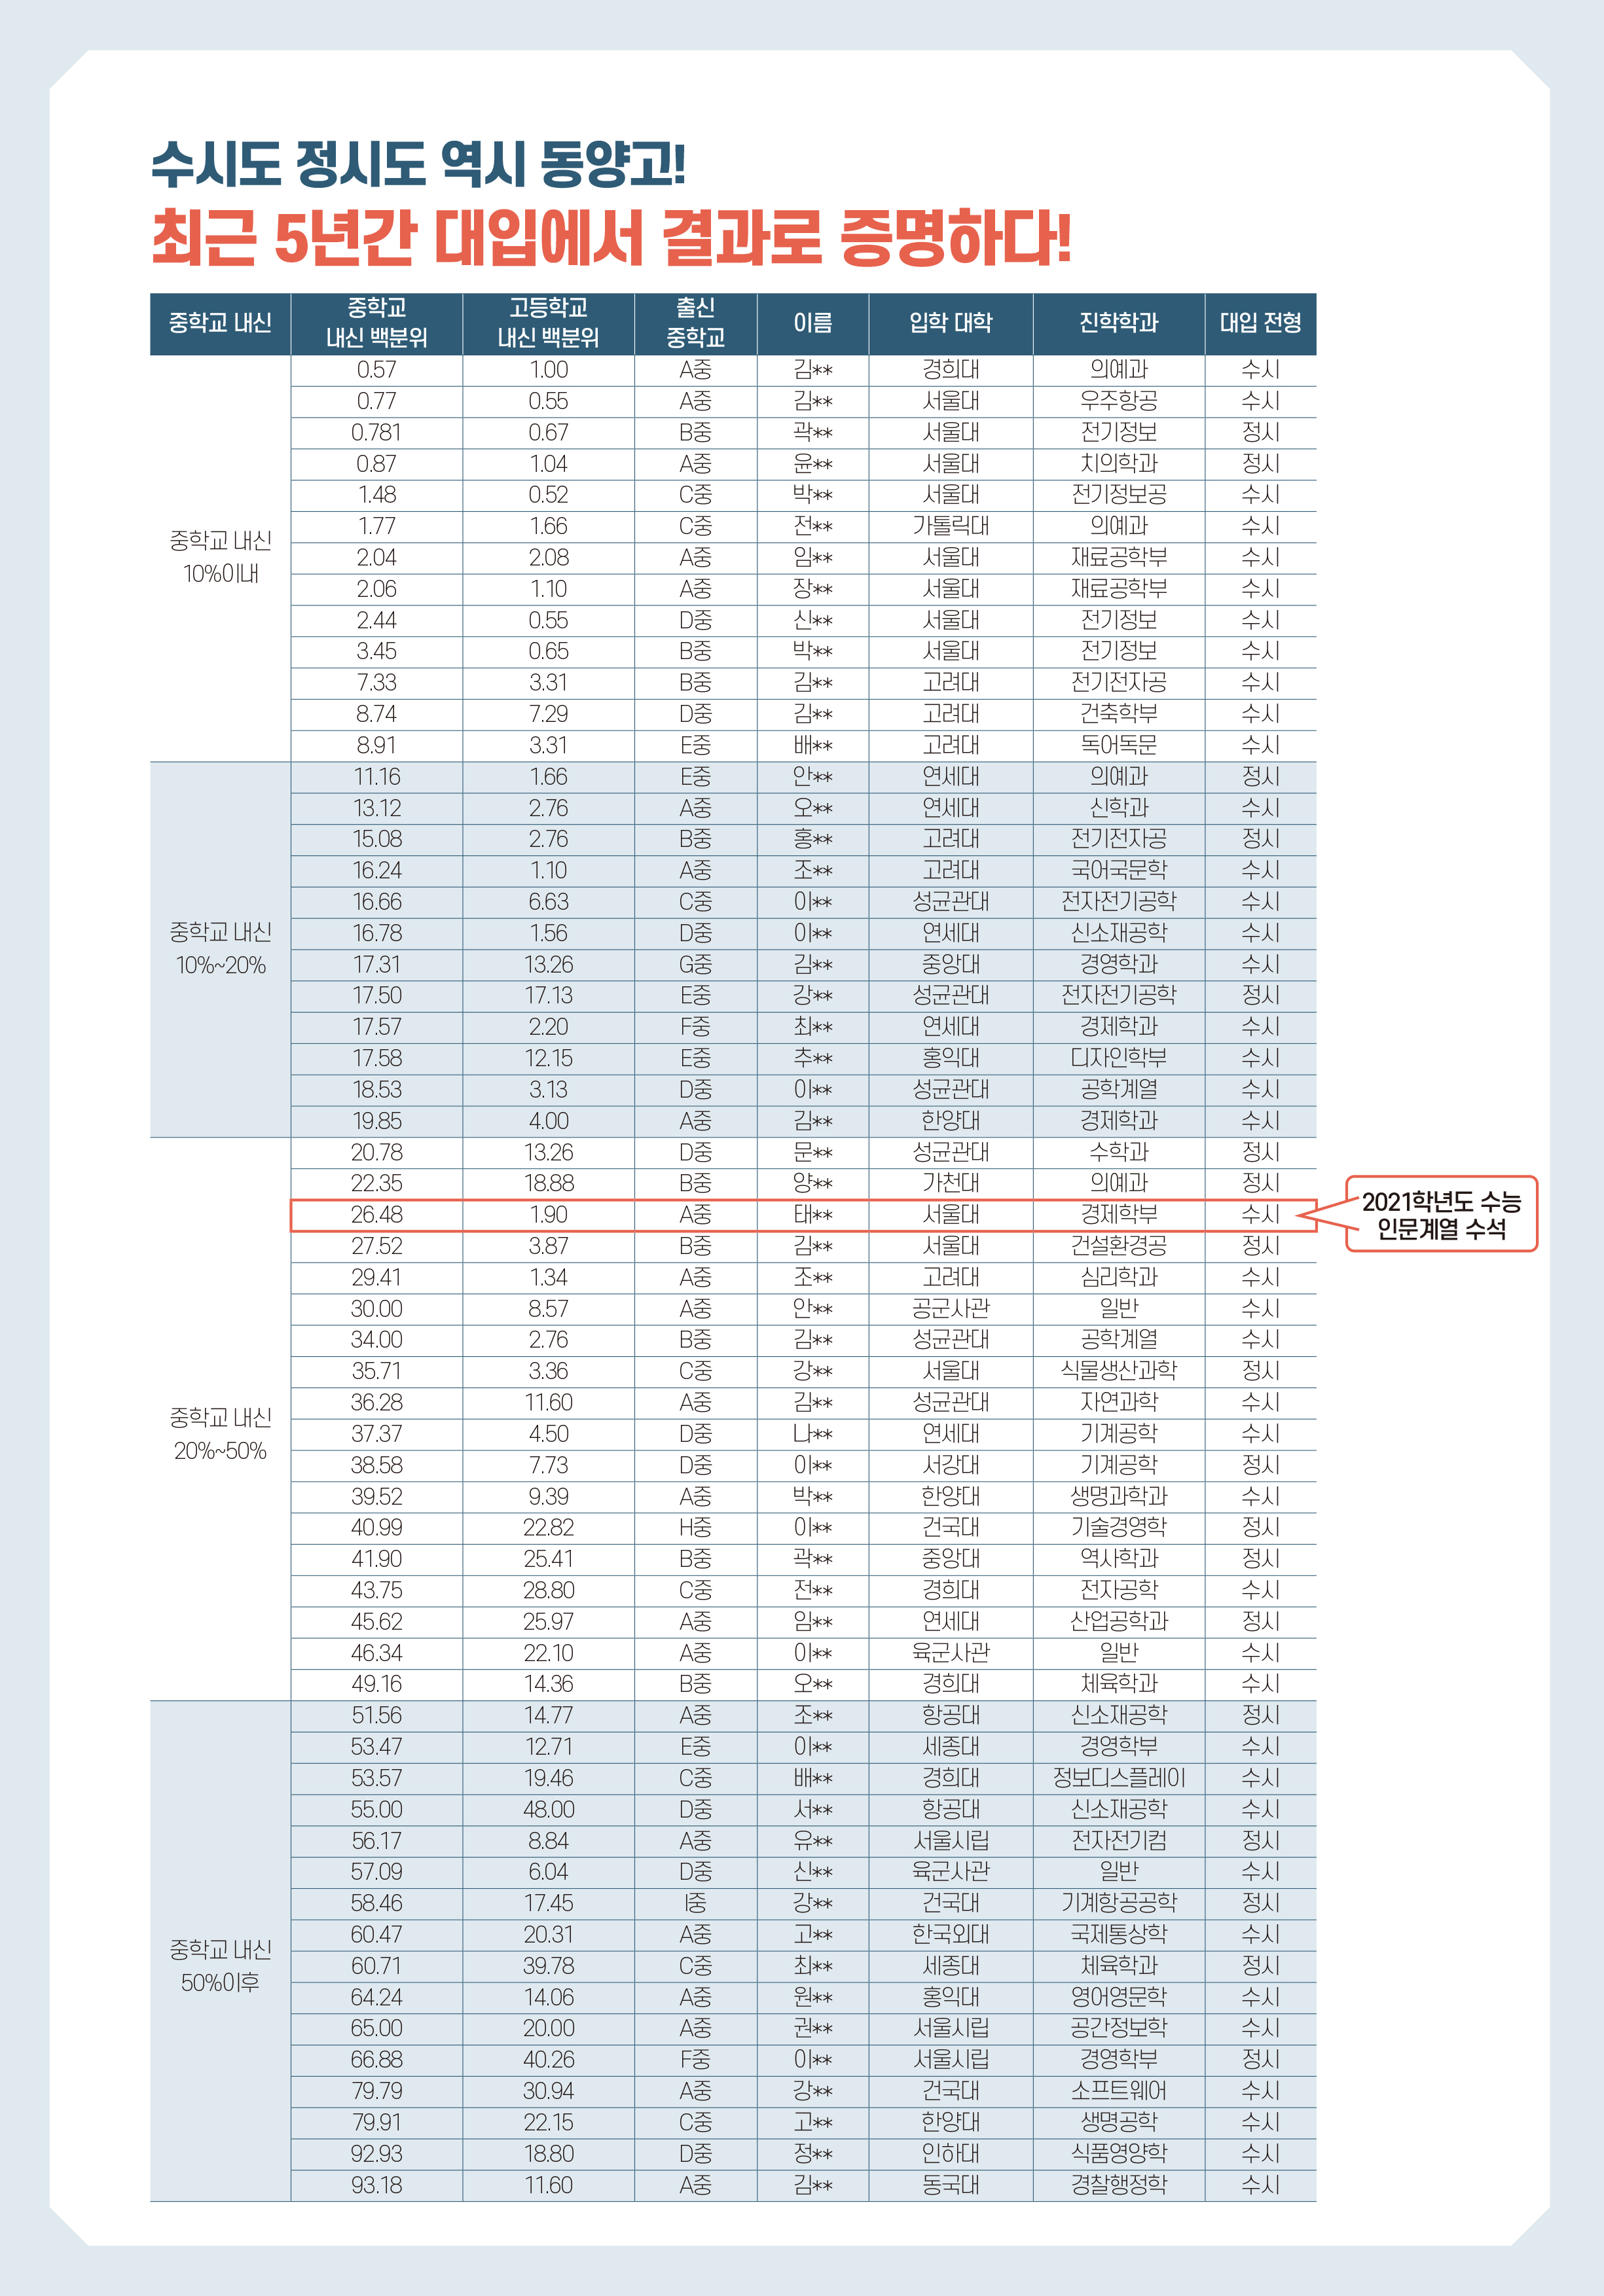 수시도 정시도 역시 동양고!
최근 5년간 대입에서 결과로 증명하다!
중학교 내신 중학교 내신 백분위 고등학교 내신 백분위 출신 중학교 이름 입학 대학 진학학과 대입 전형
중학교 내신 10%이내
0.57 1.00 A중 김** 경희대 의예과 수시
0.77 0.55 A중 김** 서울대 우주항공 수시
0.781 0.67 B중 곽** 서울대 전기정보 정시
0.87 1.04 A중 윤** 서울대 치의학과 정시
1.48 0.52 C중 박** 서울대 전기정보공 수시
1.77 1.66 C중 전** 가톨릭대 의예과 수시
2.04 2.08 A중 임** 서울대 재료공학부 수시
2.06 1.10 A중 장** 서울대 재료공학부 수시
2.44 0.55 D중 신** 서울대 전기정보 수시
3.45 0.65 B중 박** 서울대 전기정보 수시
7.33 3.31 B중 김** 고려대 전기전자공 수시
8.74 7.29 D중 김** 고려대 건축학부 수시
8.91 3.31 E중 배** 고려대 독어독문 수시
중학교 내신 10%~20%
11.16 1.66 E중 안** 연세대 의예과 정시
13.12 2.76 A중 오** 연세대 신학과 수시
15.08 2.76 B중 홍** 고려대 전기전자공 정시
16.24 1.10 A중 조** 고려대 국어국문학 수시
16.66 6.63 C중 이** 성균관대 전자전기공학 수시
16.78 1.56 D중 이** 연세대 신소재공학 수시
17.31 13.26 G중 김** 중앙대 경영학과 수시
17.50 17.13 E중 강** 성균관대 전자전기공학 정시
17.57 2.20 F중 최** 연세대 경제학과 수시
17.58 12.15 E중 추** 홍익대 디자인학부 수시
18.53 3.13 D중 이** 성균관대 공학계열 수시
19.85 4.00 A중 김** 한양대 경제학과 수시
중학교 내신 20%~50%
20.78 13.26 D중 문** 성균관대 수학과 정시
22.35 18.88 B중 양** 가천대 의예과 정시
26.48 1.90 A중 태** 서울대 경제학부 수시
2021학년도 수능
인문계열 수석
27.52 3.87 B중 김** 서울대 건설환경공 정시
29.41 1.34 A중 조** 고려대 심리학과 수시
30.00 8.57 A중 안** 공군사관 일반 수시
34.00 2.76 B중 김** 성균관대 공학계열 수시
35.71 3.36 C중 강** 서울대 식물생산과학 정시
36.28 11.60 A중 김** 성균관대 자연과학 수시
37.37 4.50 D중 나** 연세대 기계공학 수시
38.58 7.73 D중 이** 서강대 기계공학 정시
39.52 9.39 A중 박** 한양대 생명과학과 수시
40.99 22.82 H중 이** 건국대 기술경영학 정시
41.90 25.41 B중 곽** 중앙대 역사학과 정시
43.75 28.80 C중 전** 경희대 전자공학 수시
45.62 25.97 A중 임** 연세대 산업공학과 정시
46.34 22.10 A중 이** 육군사관 일반 수시
49.16 14.36 B중 오** 경희대 체육학과 수시
중학교 내신 50%이후
51.56 14.77 A중 조** 항공대 신소재공학 정시
53.47 12.71 E중 이** 세종대 경영학부 수시
53.57 19.46 C중 배** 경희대 정보디스플레이 수시
55.00 48.00 D중 서** 항공대 신소재공학 수시
56.17 8.84 A중 유** 서울시립 전자전기컴 정시
57.09 6.04 D중 신** 육군사관 일반 수시
58.46 17.45 I중 강** 건국대 기계항공공학 정시
60.47 20.31 A중 고** 한국외대 국제통상학 수시
60.71 39.78 C중 최** 세종대 체육학과 정시
64.24 14.06 A중 원** 홍익대 영어영문학 수시
65.00 20.00 A중 권** 서울시립 공간정보학 수시
66.88 40.26 F중 이** 서울시립 경영학부 정시
79.79 30.94 A중 강** 건국대 소프트웨어 수시
79.91 22.15 C중 고** 한양대 생명공학 수시
92.93 18.80 D중 정** 인하대 식품영양학 수시
93.18 11.60 A중 김** 동국대 경찰행정학 수시